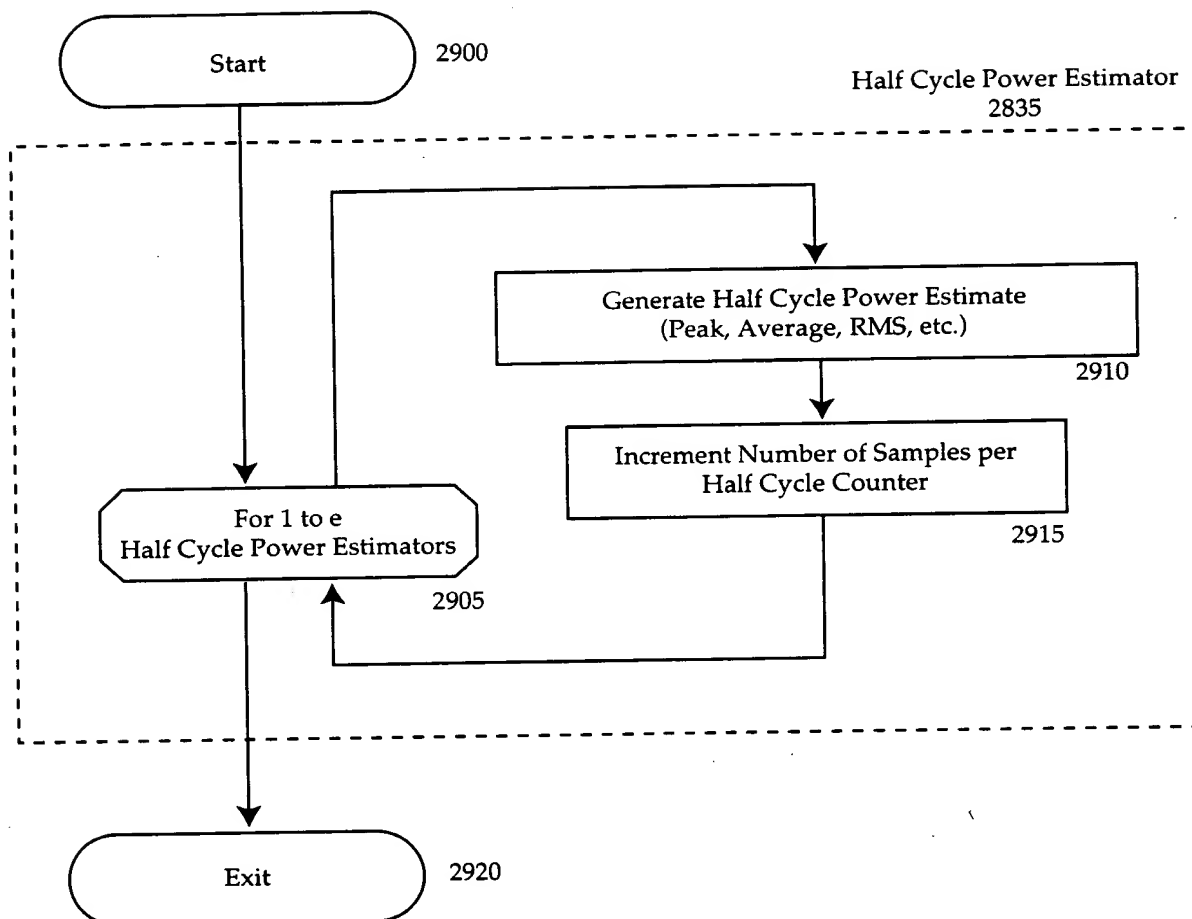 Start
2900
Half Cycle Power Estimator
2835
Generate Half Cycle Power Estimate
(Peak, Average, RMS, etc.)
2910
Increment Number of Samples per
Half Cycle Counter
2915
For 1 to e
Half Cycle Power Estimators
2905
Exit
2920